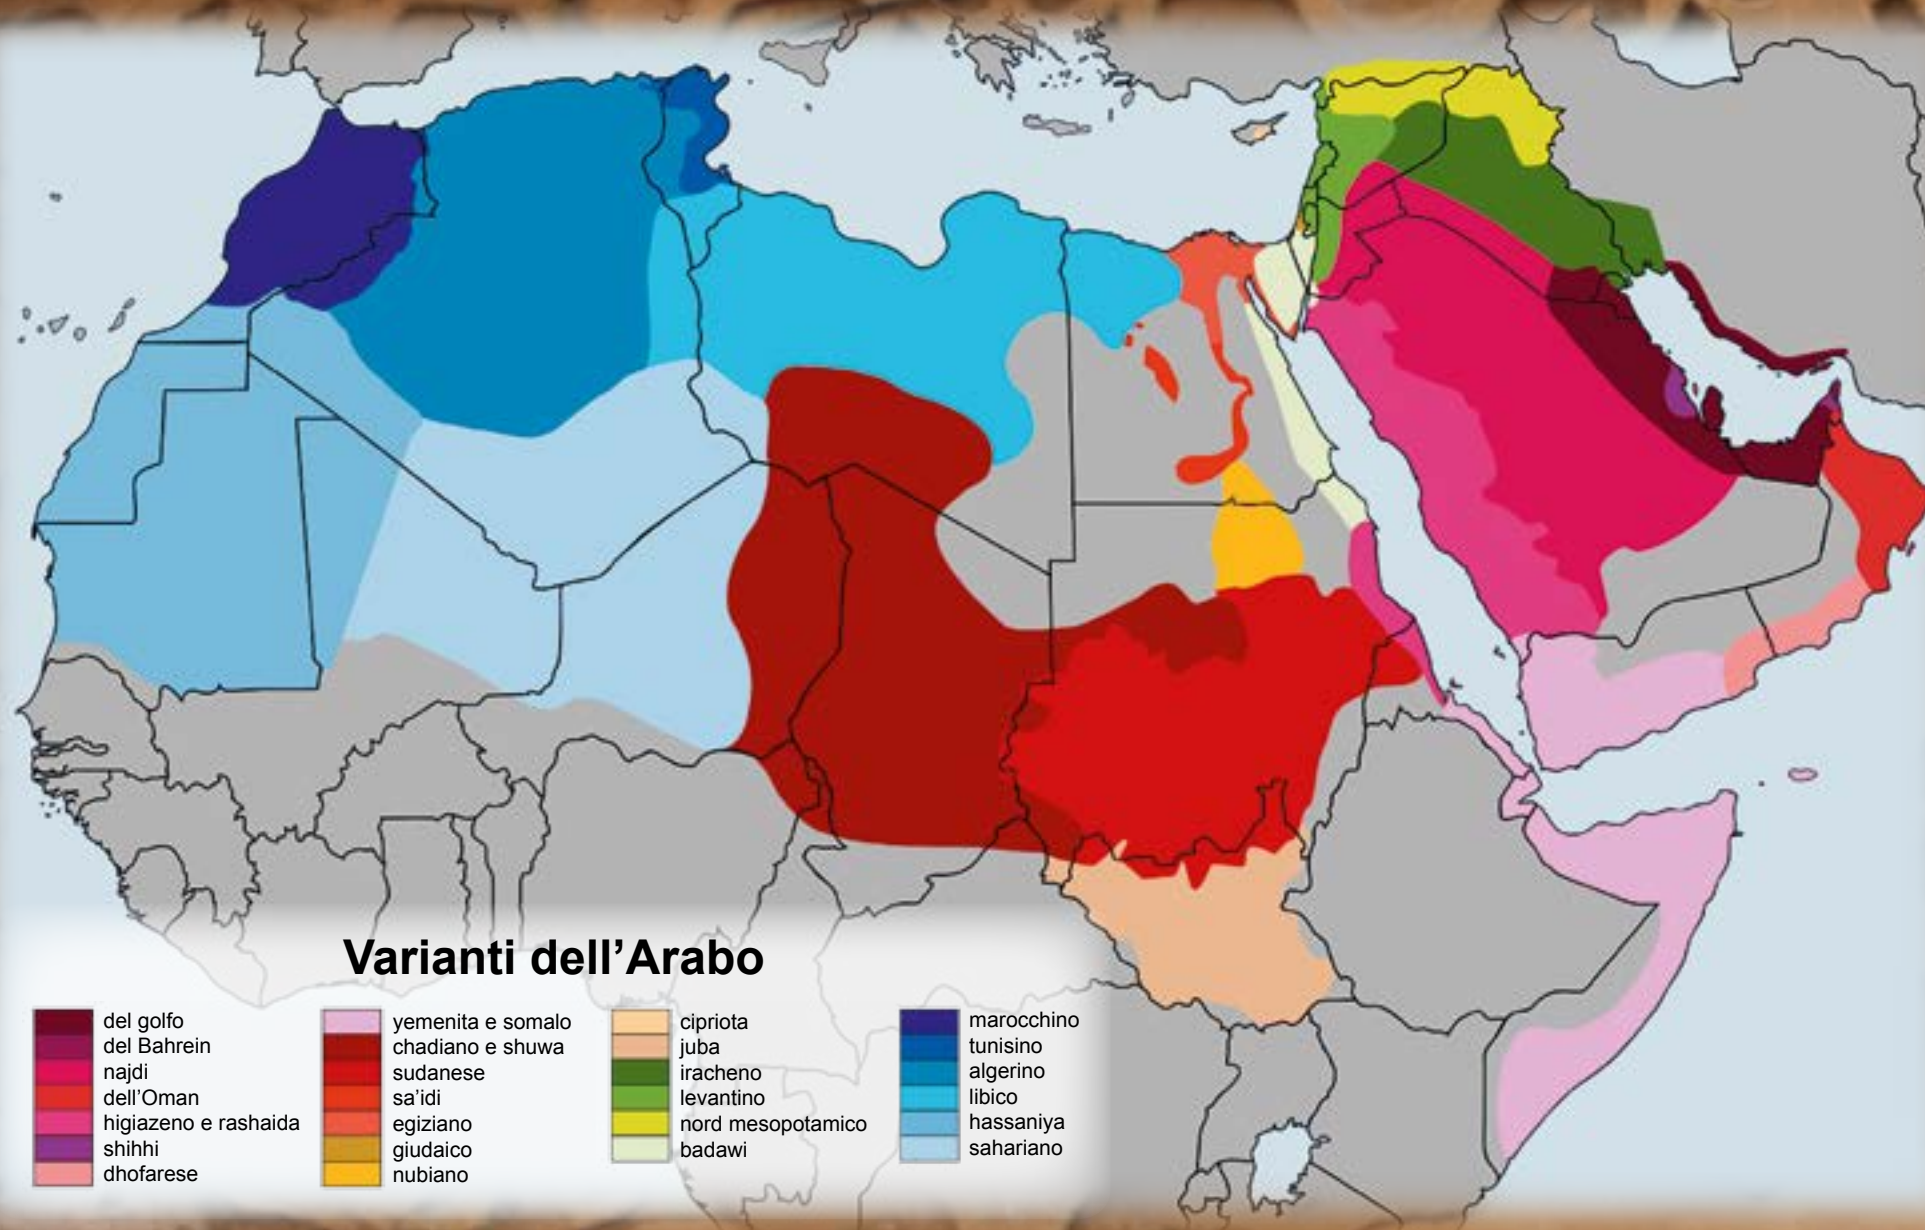 Varianti dell’Arabo
del golfo
del Bahrein
najdi
dell’Oman
higiazeno e rashaida
shihhi
dhofarese
yemenita e somalo
chadiano e shuwa
sudanese
sa’idi
egiziano
giudaico
nubiano
cipriota
juba
iracheno
levantino
nord mesopotamico
badawi
marocchino
tunisino
algerino
libico
hassaniya
sahariano